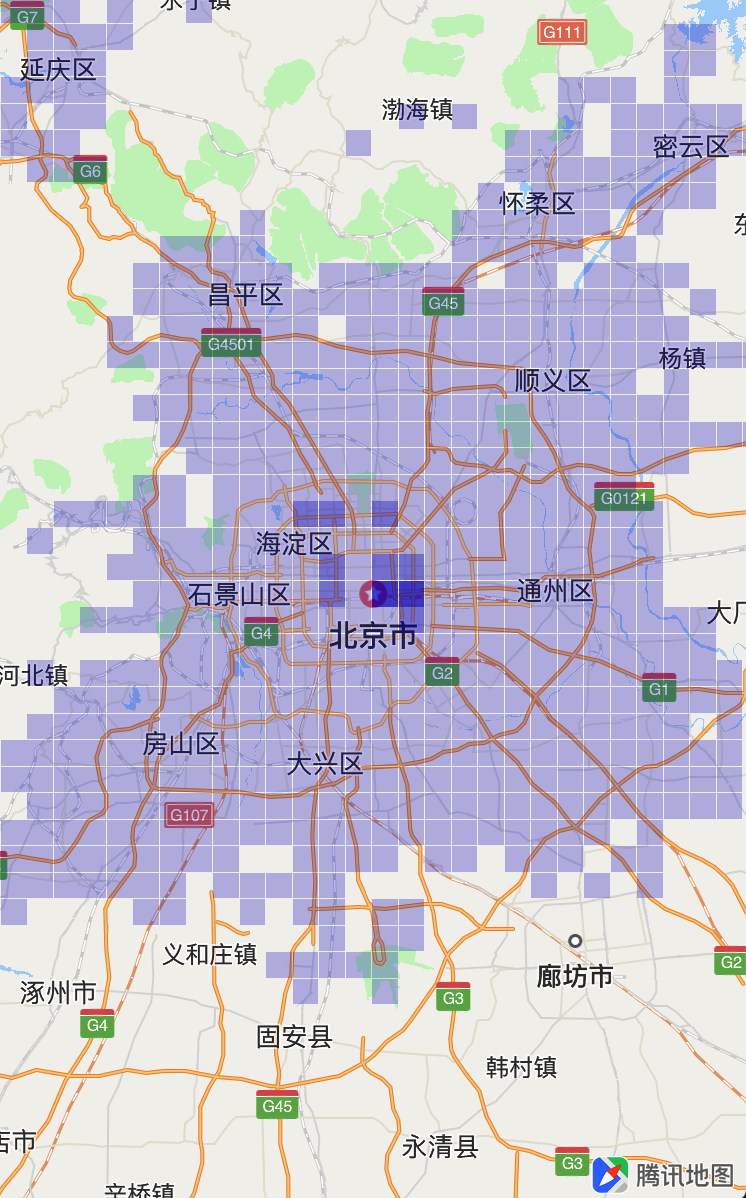 永宁镇
G7
G111
延庆区
渤海镇
密云区
G6
怀柔区
昌平区
G45
G4501
杨镇
顺义区
G0121
海淀区
石景山区
通州区
大厂
G4
北京市
河北镇
G2
G1
房山区
大兴区
G107
义和庄镇
廊坊市
G2
涿州市
G3
G4
固安县
韩村镇
G45
店市
永清县
G3
腾讯地图
辛桥镇